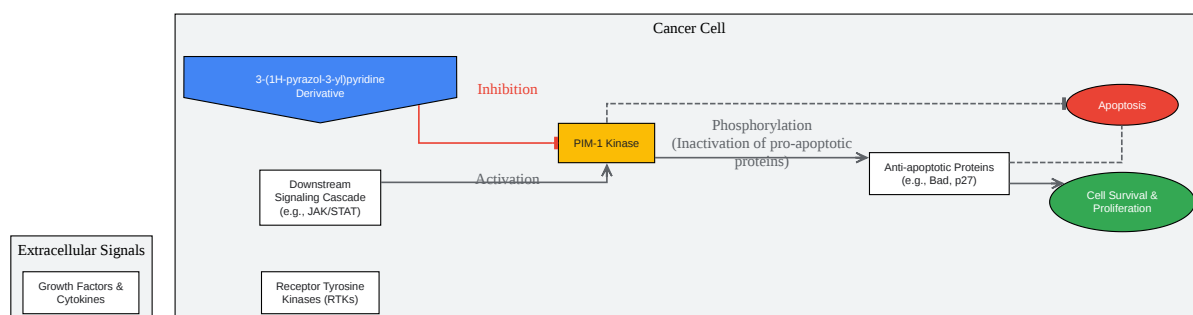 Cancer Cell
3-(1H-pyrazol-3-yl)pyridine
Derivative
Inhibition
Apoptosis
PIM-1 Kinase
Phosphorylation
(Inactivation of pro-apoptotic
proteins)
Anti-apoptotic Proteins
(e.g., Bad, p27)
Activation
Downstream
Signaling Cascade
(e.g., JAK/STAT)
Cell Survival &
Proliferation
Extracellular Signals
Growth Factors &
Cytokines
Receptor Tyrosine
Kinases (RTKs)